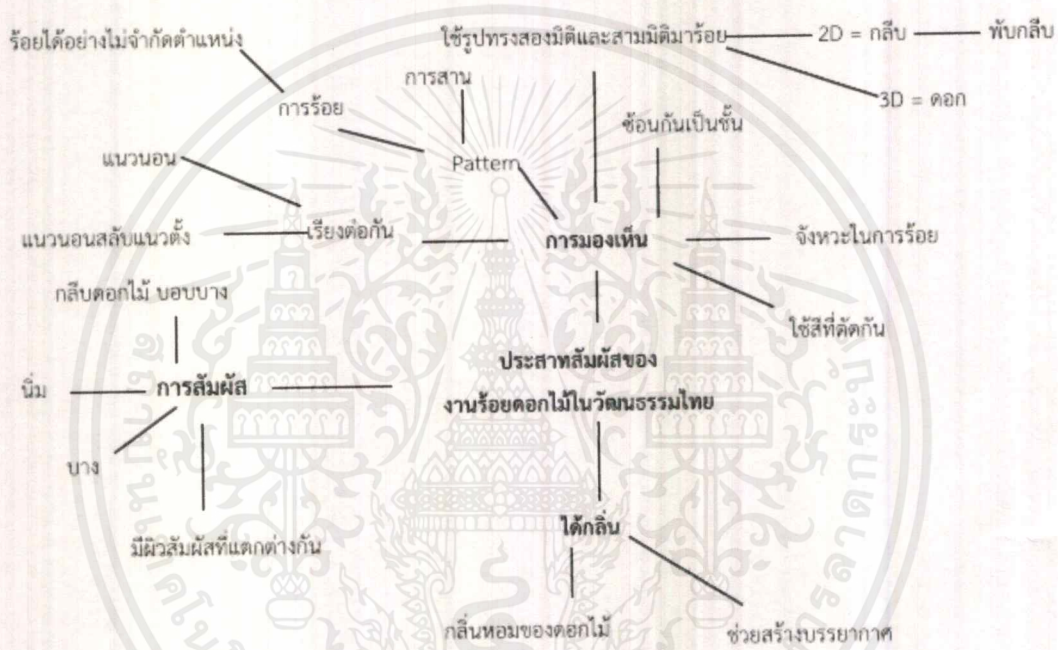 ร้อยได้อย่างไม่จำกัดตำแหน่ง
ใช้รูปทรงสองมิติและสามมิติมาร้อย
2D = กลีบ
พับกลีบ
การสาน
3D = ดอก
การร้อย
ซ้อนกันเป็นชั้น
แนวนอน
Pattern
แนวนอนสลับแนวตั้ง
เรียงต่อกัน
การมองเห็น
จังหวะในการร้อย
กลีบดอกไม้ บอบบาง
ใช้สีที่ตัดกัน
ประสาทสัมผัสของ
งานร้อยดอกไม้ในวัฒนธรรมไทย
นิ่ม
การสัมผัส
บาง
ได้กลิ่น
มีผิวสัมผัสที่แตกต่างกัน
กลิ่นหอมของดอกไม้
ช่วยสร้างบรรยากาศ